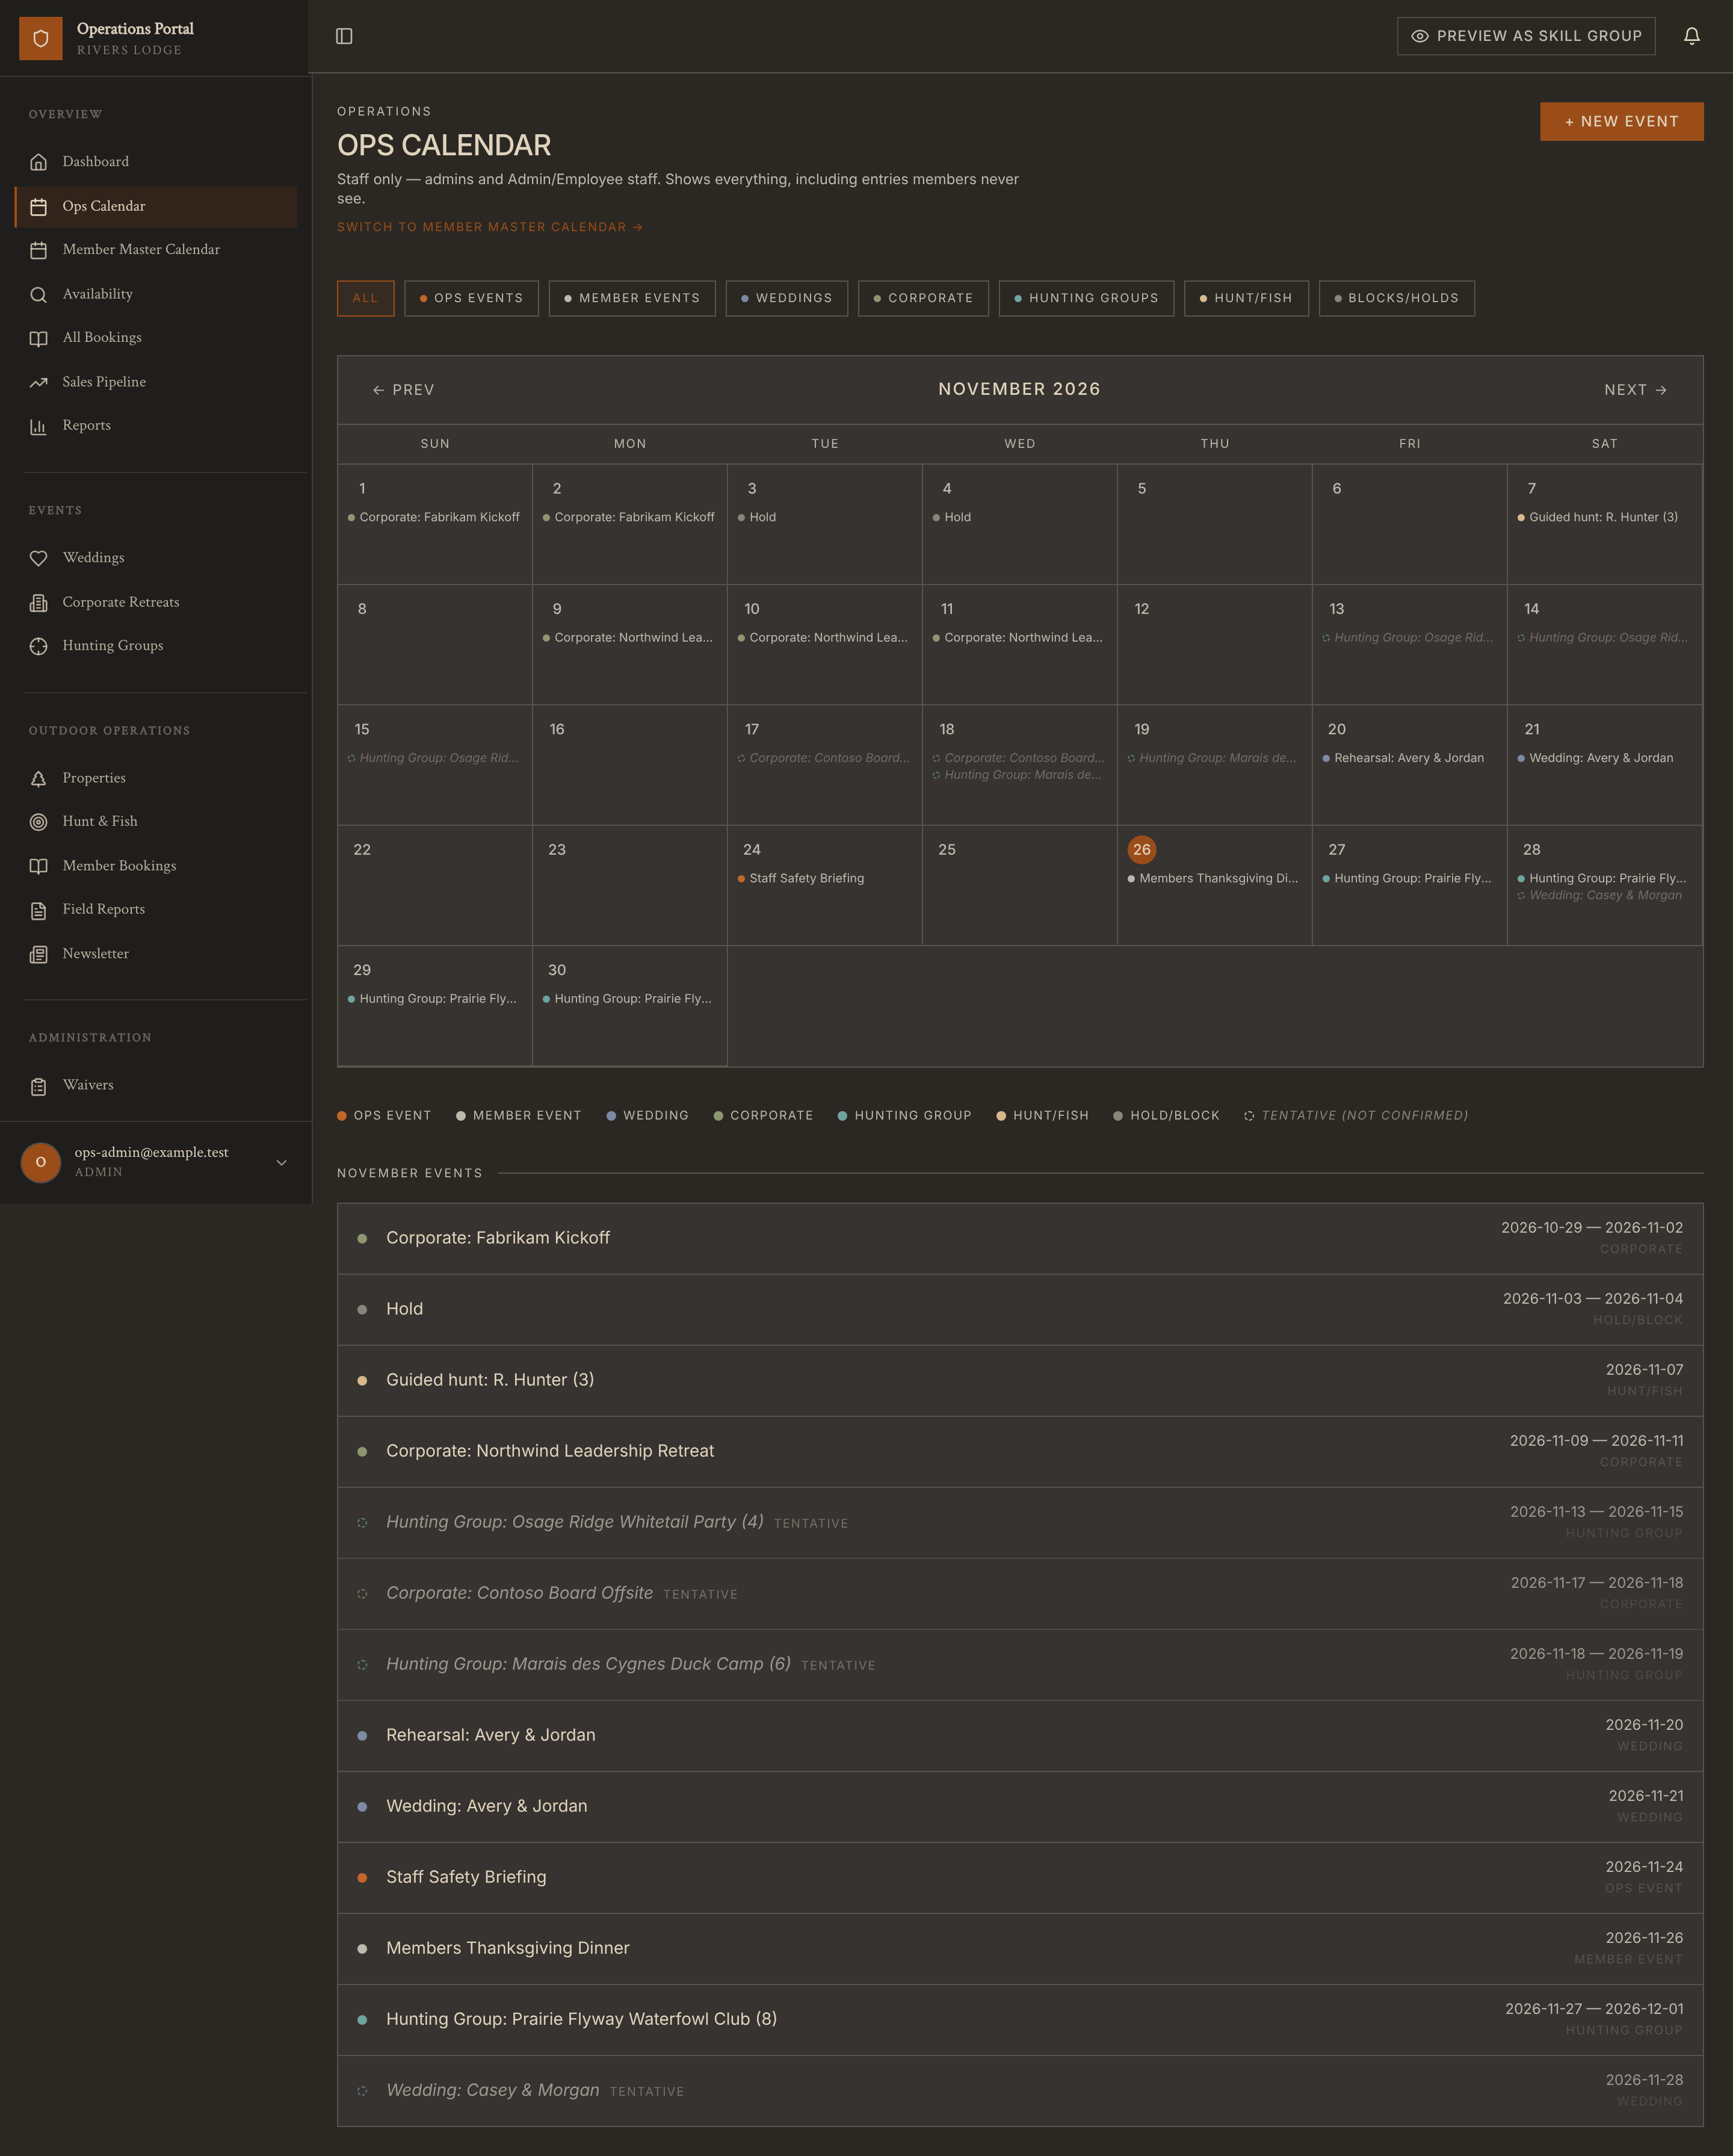 Operations Portal
RIVERS LODGE
OVERVIEW
Dashboard
Ops Calendar
Member Master Calendar
Availability
All Bookings
Sales Pipeline
Reports
EVENTS
Weddings
Corporate Retreats
Hunting Groups
OUTDOOR OPERATIONS
Properties
Hunt & Fish
Member Bookings
Field Reports
Newsletter
ADMINISTRATION
Waivers
O
ops-admin@example.test
ADMIN
PREVIEW AS SKILL GROUP
OPERATIONS
OPS CALENDAR
Staff only — admins and Admin/Employee staff. Shows everything, including entries members never
see.
SWITCH TO MEMBER MASTER CALENDAR →
+ NEW EVENT
ALL
OPS EVENTS
MEMBER EVENTS
WEDDINGS
CORPORATE
HUNTING GROUPS
HUNT/FISH
BLOCKS/HOLDS
← PREV
NOVEMBER 2026
NEXT →
SUN MON TUE WED THU FRI SAT
1
Corporate: Fabrikam Kickoff
2
Corporate: Fabrikam Kickoff
3
Hold
4
Hold
5
6
7
Guided hunt: R. Hunter (3)
8
9
Corporate: Northwind Lea...
10
Corporate: Northwind Lea...
11
Corporate: Northwind Lea...
12
13
Hunting Group: Osage Rid...
14
Hunting Group: Osage Rid...
15
Hunting Group: Osage Rid...
16
17
Corporate: Contoso Board...
18
Corporate: Contoso Board...
Hunting Group: Marais de...
19
Hunting Group: Marais de...
20
Rehearsal: Avery & Jordan
21
Wedding: Avery & Jordan
22
23
24
Staff Safety Briefing
25
26
Members Thanksgiving Di...
27
Hunting Group: Prairie Fly...
28
Hunting Group: Prairie Fly...
Wedding: Casey & Morgan
29
Hunting Group: Prairie Fly...
30
Hunting Group: Prairie Fly...
OPS EVENT
MEMBER EVENT
WEDDING
CORPORATE
HUNTING GROUP
HUNT/FISH
HOLD/BLOCK
TENTATIVE (NOT CONFIRMED)
NOVEMBER EVENTS
Corporate: Fabrikam Kickoff
2026-10-29 — 2026-11-02
CORPORATE
Hold
2026-11-03 — 2026-11-04
HOLD/BLOCK
Guided hunt: R. Hunter (3)
2026-11-07
HUNT/FISH
Corporate: Northwind Leadership Retreat
2026-11-09 — 2026-11-11
CORPORATE
Hunting Group: Osage Ridge Whitetail Party (4) TENTATIVE
2026-11-13 — 2026-11-15
HUNTING GROUP
Corporate: Contoso Board Offsite TENTATIVE
2026-11-17 — 2026-11-18
CORPORATE
Hunting Group: Marais des Cygnes Duck Camp (6) TENTATIVE
2026-11-18 — 2026-11-19
HUNTING GROUP
Rehearsal: Avery & Jordan
2026-11-20
WEDDING
Wedding: Avery & Jordan
2026-11-21
WEDDING
Staff Safety Briefing
2026-11-24
OPS EVENT
Members Thanksgiving Dinner
2026-11-26
MEMBER EVENT
Hunting Group: Prairie Flyway Waterfowl Club (8)
2026-11-27 — 2026-12-01
HUNTING GROUP
Wedding: Casey & Morgan TENTATIVE
2026-11-28
WEDDING